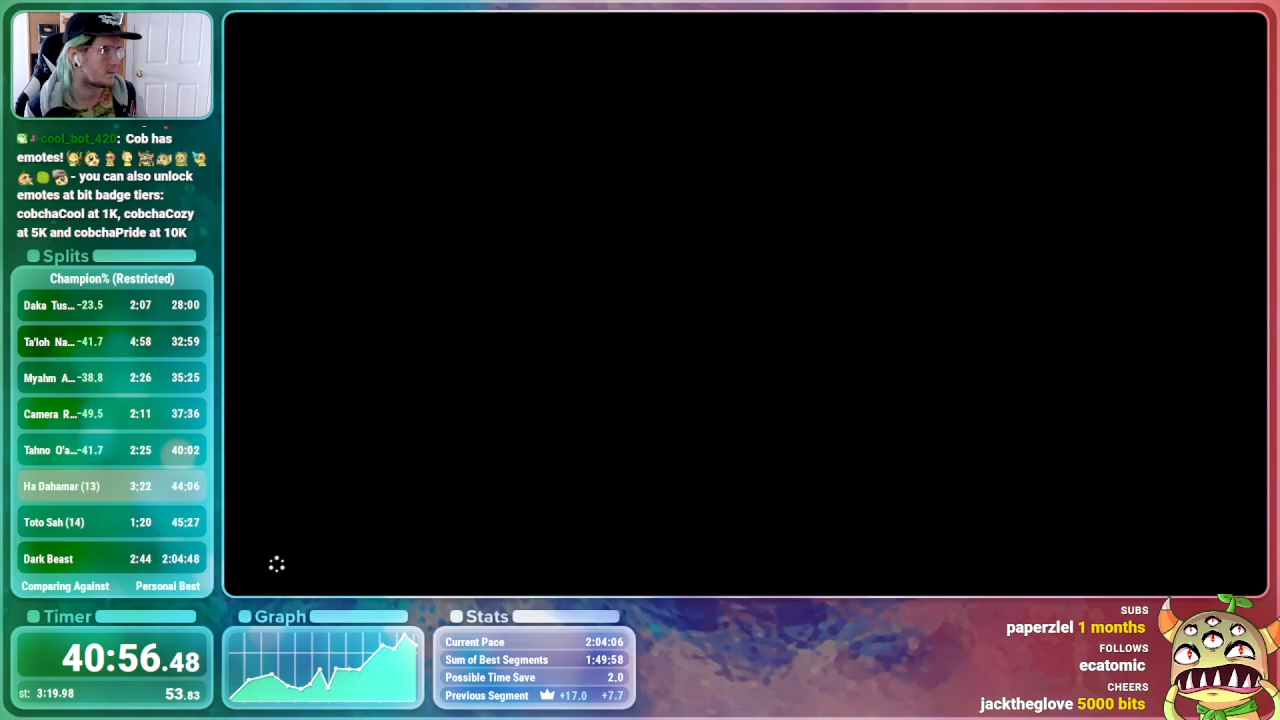 cool_bot_420: Cob has
emotes!
- you can also unlock
emotes at bit badge tiers:
cobchaCool at 1K, cobchaCozy
at 5K and cobchaPride at 10K
Splits
Champion% (Restricted)
Daka Tus... -23.5 2:07 28:00
Ta'loh Na... -41.7 4:58 32:59
Myahm A... -38.8 2:26 35:25
Camera R... -49.5 2:11 37:36
Tahno O'a... -41.7 2:25 40:02
Ha Dahamar (13) 3:22 44:06
Toto Sah (14) 1:20 45:27
Dark Beast 2:44 2:04:48
Comparing Against Personal Best
Timer
40:56.48
st: 3:19.98 53.83
Graph
Stats
Current Pace 2:04:06
Sum of Best Segments 1:49:58
Possible Time Save 2.0
Previous Segment +17.0 +7.7
SUBS
paperzlel 1 months
FOLLOWS
ecatomic
CHEERS
jacktheglove 5000 bits